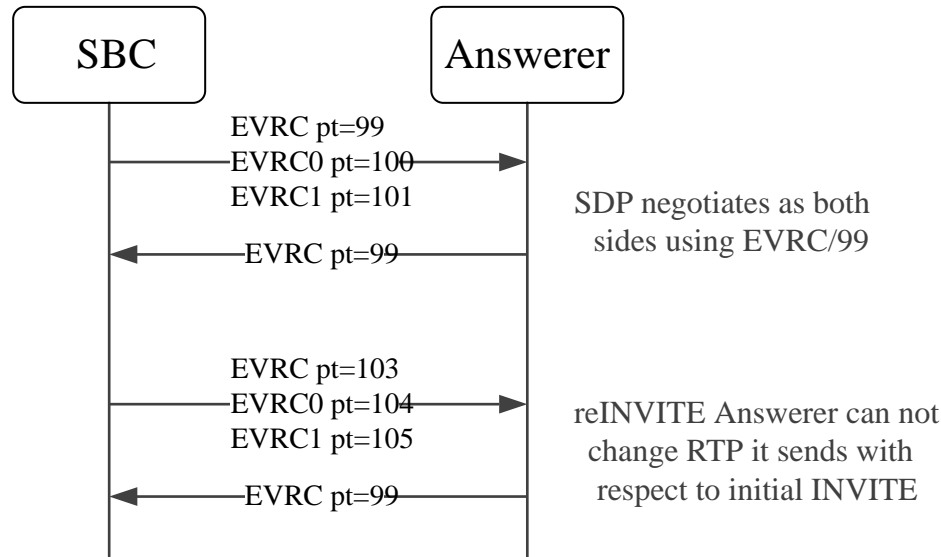 SBC
Answerer
EVRC pt=99
EVRC0 pt=100
EVRC1 pt=101
SDP negotiates as both
sides using EVRC/99
EVRC pt=99
EVRC pt=103
EVRC0 pt=104
EVRC1 pt=105
reINVITE Answerer can not
change RTP it sends with
respect to initial INVITE
EVRC pt=99